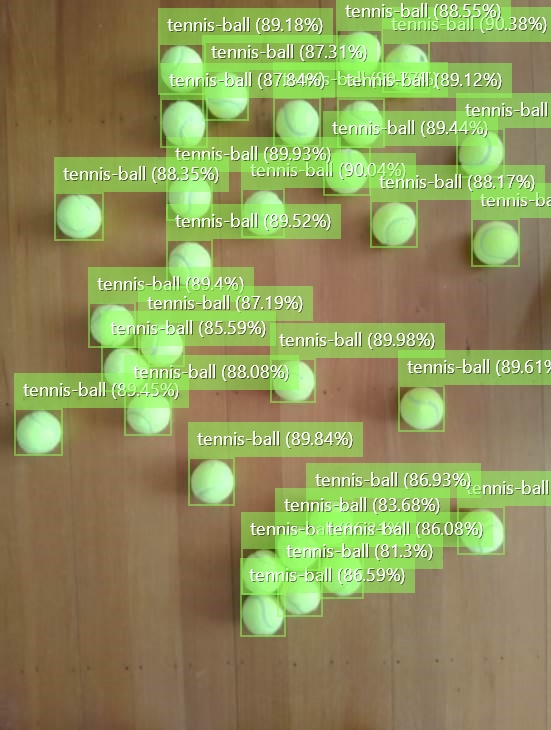 tennis-ball (88.55%)
tennis-ball (89.18%)
tennis-ball (90.38%)
tennis-ball (87.31%)
tennis-ball (87.84%)
tennis-ball (89.12%)
tennis-ball
tennis-ball (89.44%)
tennis-ball (89.93%)
tennis-ball (90.04%)
tennis-ball (88.35%)
tennis-ball (88.17%)
tennis-ba
tennis-ball (89.52%)
tennis-ball (89.4%)
tennis-ball (87.19%)
tennis-ball (85.59%)
tennis-ball (89.98%)
tennis-ball (89.61%
tennis-ball (88.08%)
tennis-ball (89.45%)
tennis-ball (89.84%)
tennis-ball (86.93%)
tennis-ball
tennis-ball (83.68%)
tennis-ball (86.08%)
tennis-ball (81.3%)
tennis-ball (86.59%)